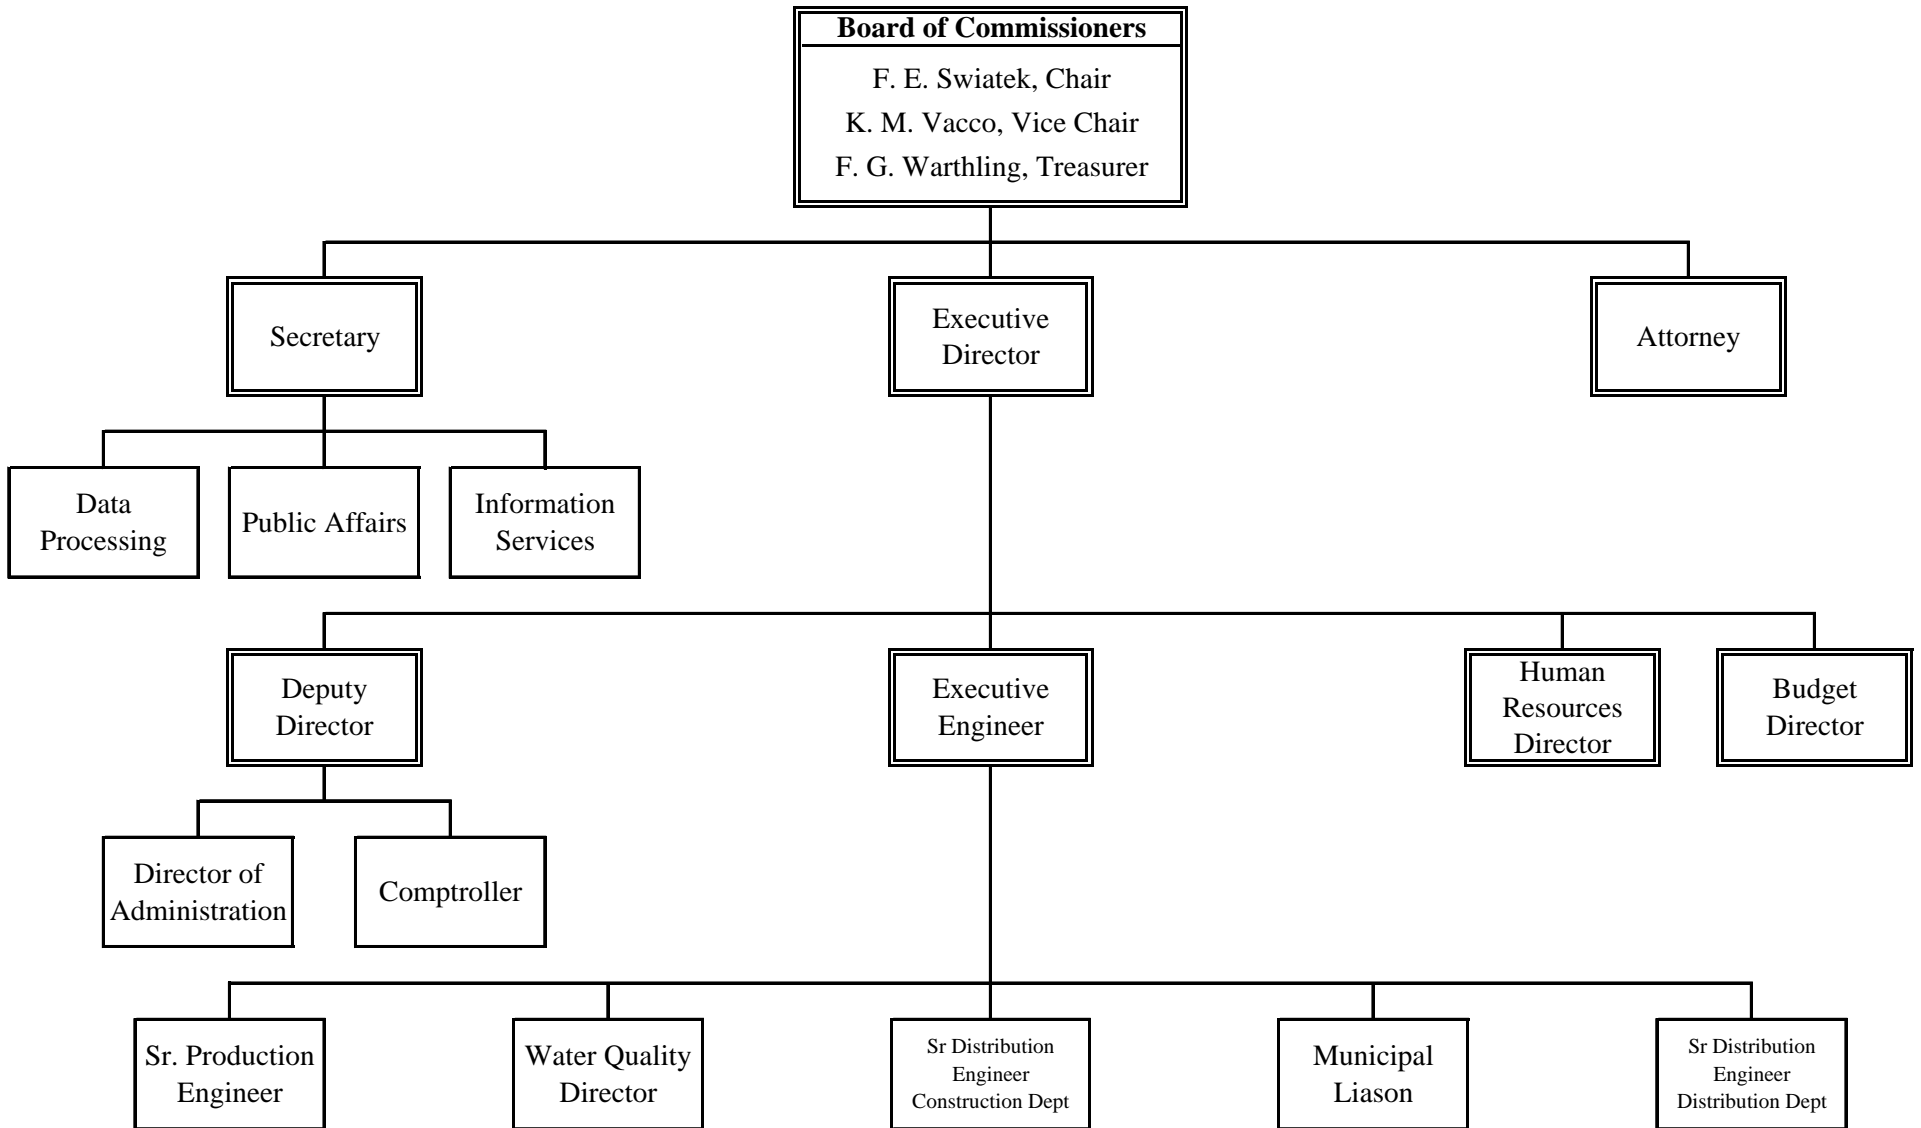 Board of Commissioners
F. E. Swiatek, Chair
K. M. Vacco, Vice Chair
F. G. Warthling, Treasurer
Secretary
Executive
Director
Attorney
Data
Processing
Public Affairs
Information
Services
Deputy
Director
Executive
Engineer
Human
Resources
Director
Budget
Director
Director of
Administration
Comptroller
Sr. Production
Engineer
Water Quality
Director
Sr Distribution
Engineer
Construction Dept
Municipal
Liason
Sr Distribution
Engineer
Distribution Dept